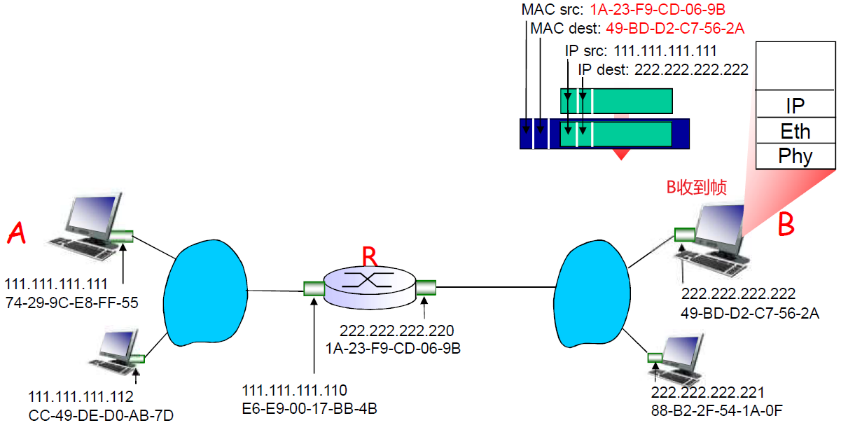 MAC src: 1A-23-F9-CD-06-9B
MAC dest: 49-BD-D2-C7-56-2A
IP src: 111.111.111.111
IP dest: 222.222.222.222
IP
Eth
Phy
B收到帧
A
B
R
111.111.111.111
74-29-9C-E8-FF-55
222.222.222.222
49-BD-D2-C7-56-2A
222.222.222.220
1A-23-F9-CD-06-9B
111.111.111.112
CC-49-DE-D0-AB-7D
111.111.111.110
E6-E9-00-17-BB-4B
222.222.222.221
88-B2-2F-54-1A-0F